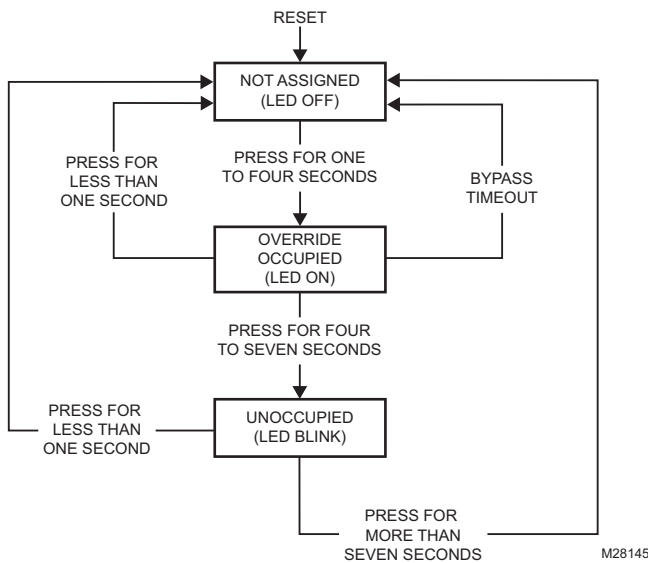 RESET
NOT ASSIGNED
(LED OFF)
PRESS FOR
LESS THAN
ONE SECOND
PRESS FOR ONE
TO FOUR SECONDS
BYPASS
TIMEOUT
OVERRIDE
OCCUPIED
(LED ON)
PRESS FOR FOUR
TO SEVEN SECONDS
PRESS FOR
LESS THAN
ONE SECOND
UNOCCUPIED
(LED BLINK)
PRESS FOR
MORE THAN
SEVEN SECONDS
M28145